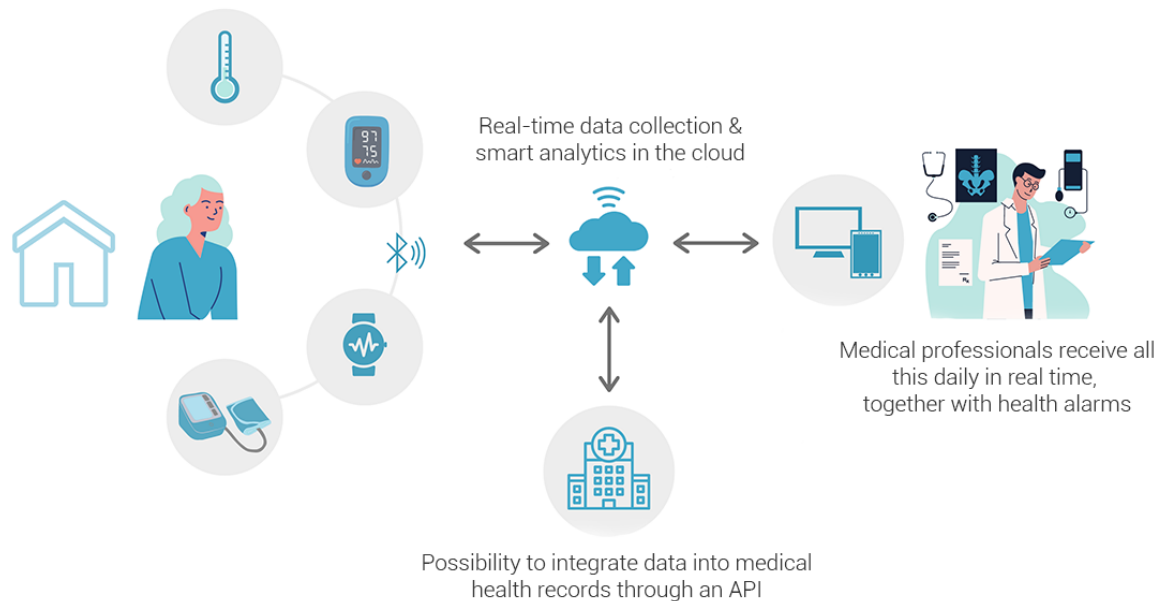 97
75
Real-time data collection &
smart analytics in the cloud
Medical professionals receive all
this daily in real time,
together with health alarms
Possibility to integrate data into medical
health records through an API